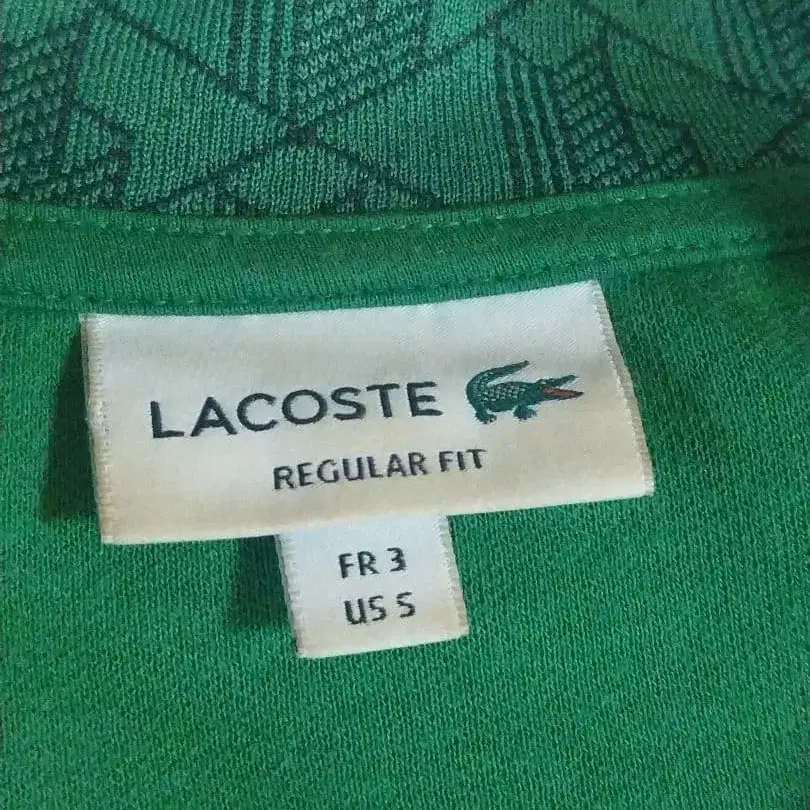 LACOSTE
REGULAR FIT
FR 3
US S